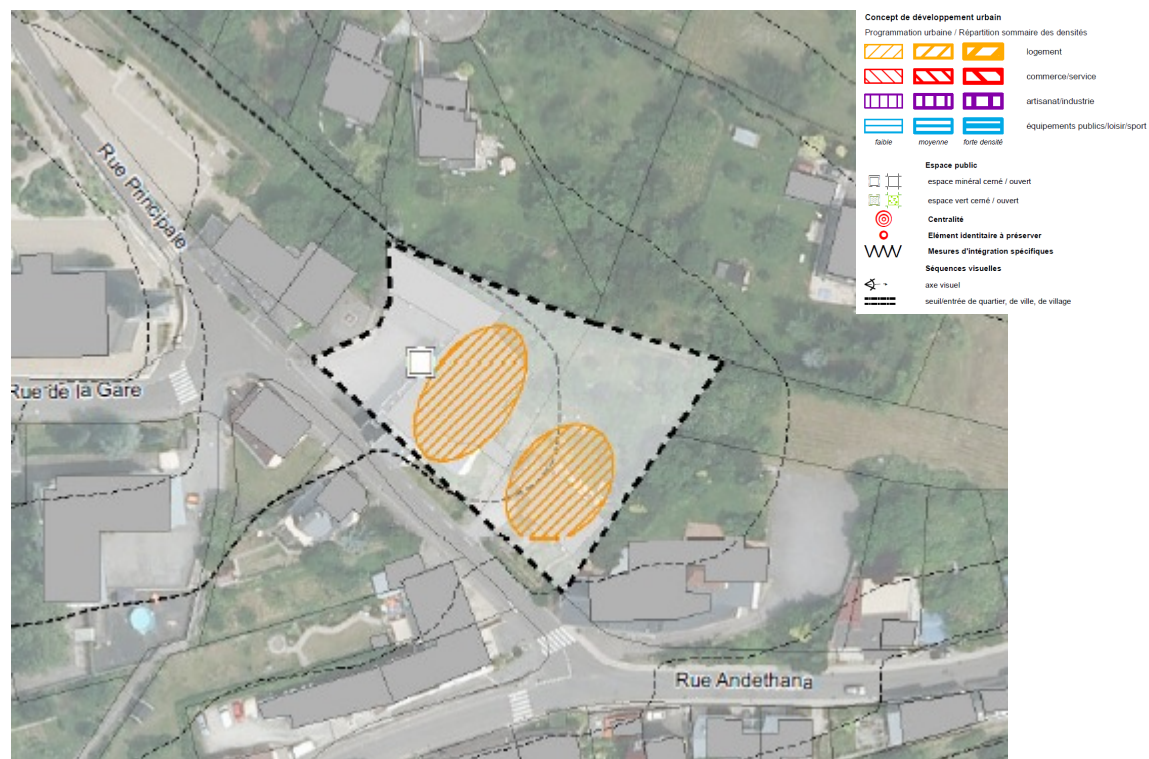 Concept de développement urbain
Programmation urbaine / Répartition sommaire des densités
logement
commerce/service
artisanat/industrie
équipements publics/loisir/sport
faible moyenne forte densité
Espace public
espace minéral cerné / ouvert
espace vert cerné / ouvert
Centralité
Elément identitaire à préserver
Mesures d'intégration spécifiques
Séquences visuelles
axe visuel
seuil/entrée de quartier, de ville, de village
Rue Principale
Rue de la Gare
Rue Andethana